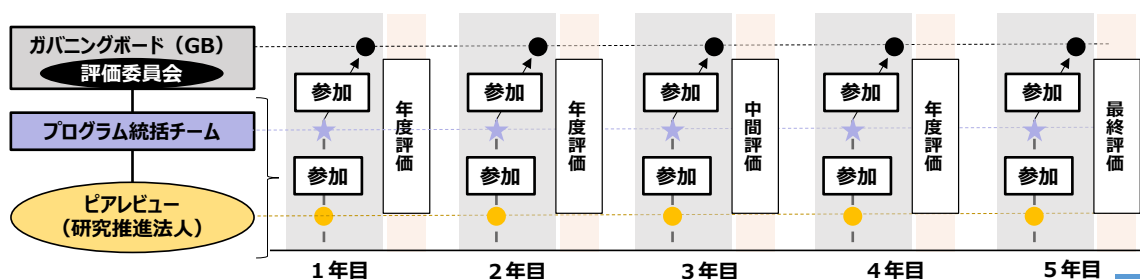 ガバニングボード（GB）
評価委員会
プログラム統括チーム
ピアレビュー
（研究推進法人）
参加
参加
年度評価
1年目
参加
参加
年度評価
2年目
参加
参加
中間評価
3年目
参加
参加
年度評価
4年目
参加
参加
最終評価
5年目